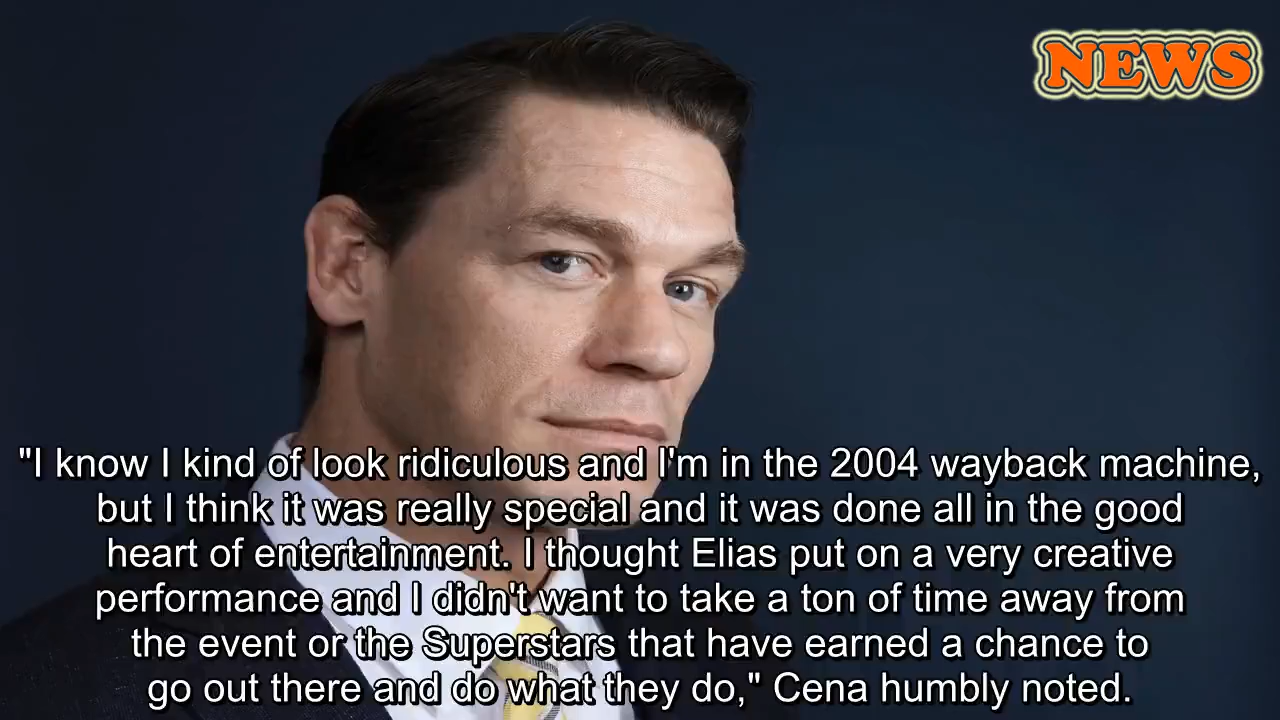 NEWS
"I know I kind of look ridiculous and I'm in the 2004 wayback machine,
but I think it was really special and it was done all in the good
heart of entertainment. I thought Elias put on a very creative
performance and I didn't want to take a ton of time away from
the event or the Superstars that have earned a chance to
go out there and do what they do," Cena humbly noted.